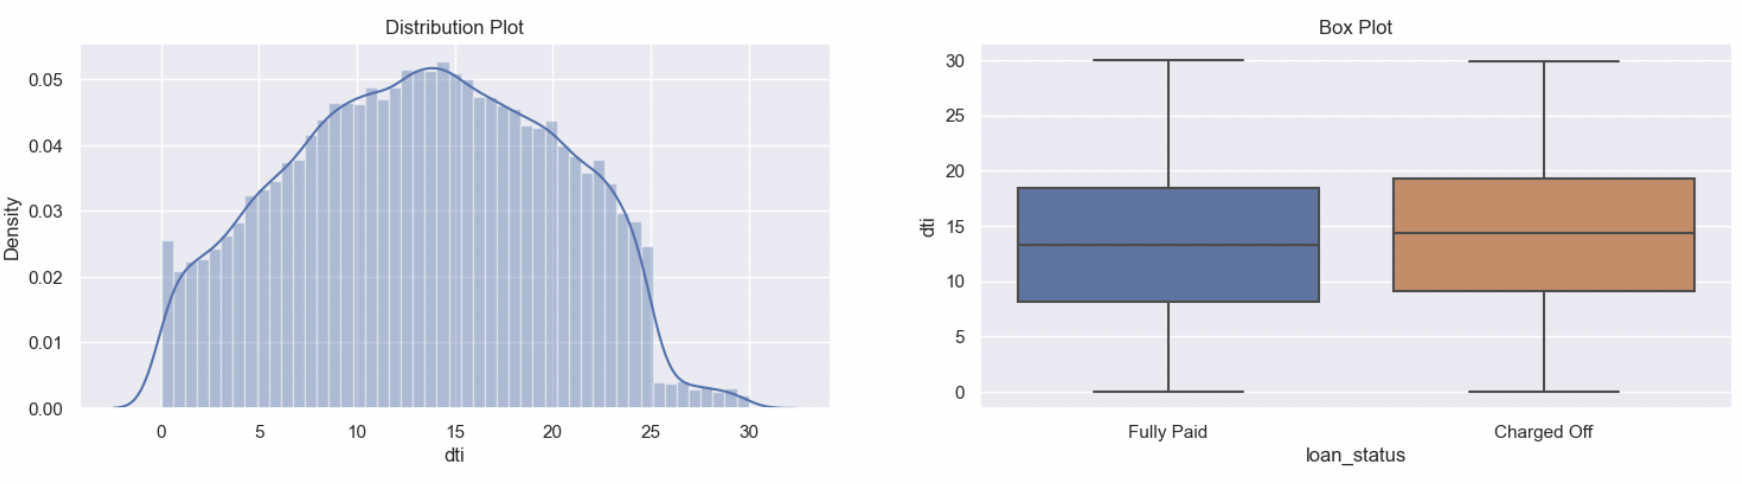 Distribution Plot
0.05
0.04
0.03
0.02
0.01
0.00
Density
0 5 10 15 20 25 30
dti
Box Plot
30
25
20
15
10
5
0
dti
Fully Paid Charged Off
loan_status